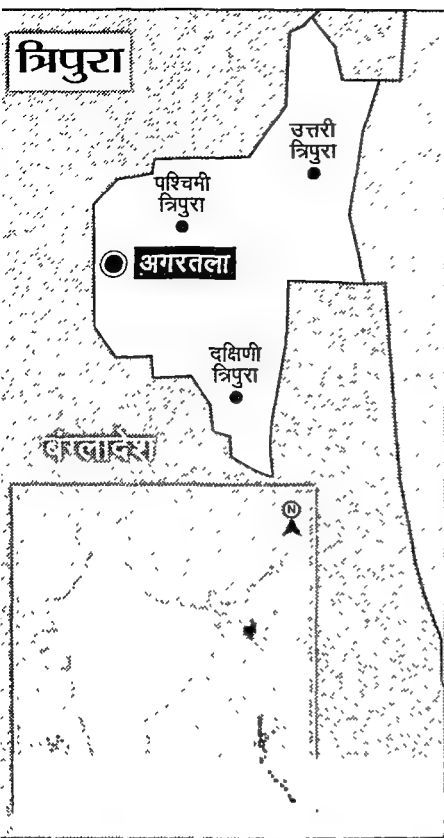 त्रिपुरा
उत्तरी
त्रिपुरा
पश्चिमी
त्रिपुरा
अगरतला
दक्षिणी
त्रिपुरा
बंग्लादेश
N